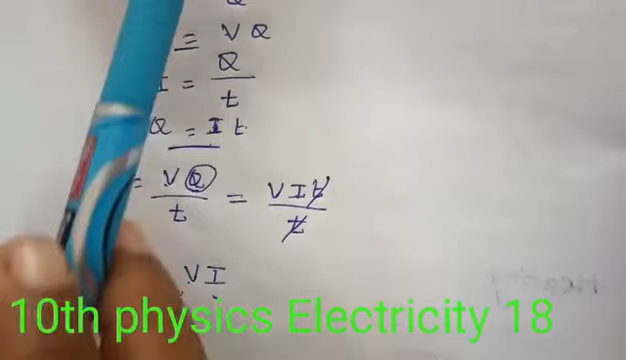 Q
= VQ
I = Q
t
Q = It
= VQ = VIt
t t
VI
10th physics Electricity 18